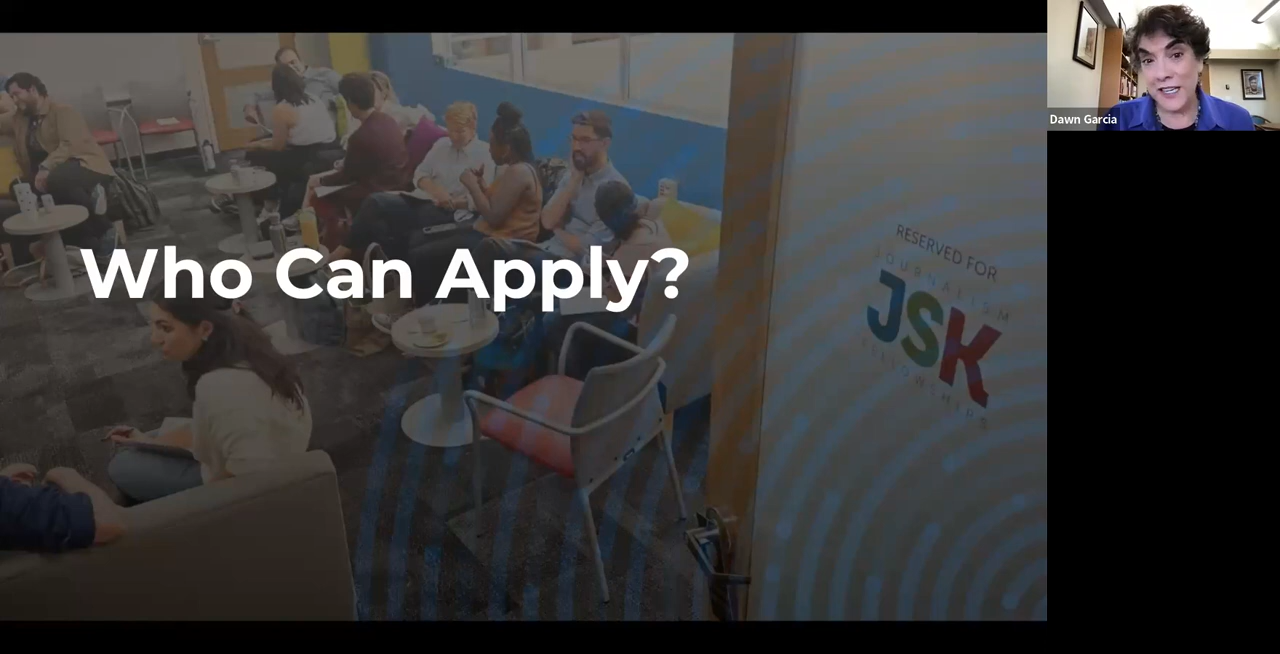 Who Can Apply?
RESERVED FOR
JOURNALISM
JSK
FELLOWSHIPS
Dawn Garcia